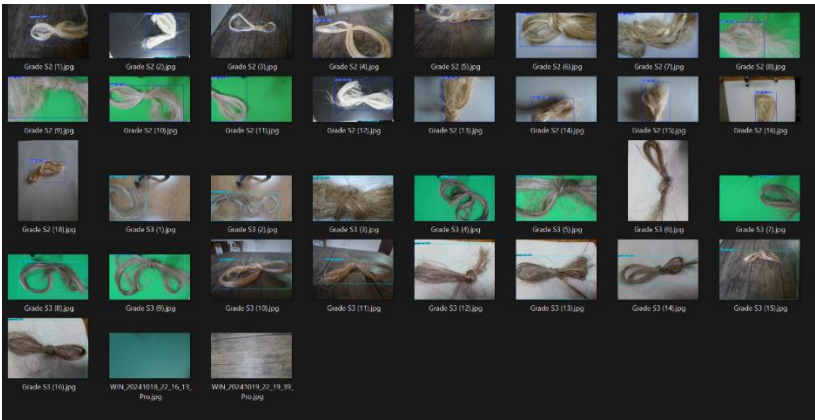 Grade S2 (1).jpg
Grade S2 (2).jpg
Grade S2 (3).jpg
Grade S2 (4).jpg
Grade S2 (5).jpg
Grade S2 (6).jpg
Grade S2 (7).jpg
Grade S2 (8).jpg
Grade S2 (9).jpg
Grade S2 (10).jpg
Grade S2 (11).jpg
Grade S2 (12).jpg
Grade S2 (13).jpg
Grade S2 (14).jpg
Grade S2 (15).jpg
Grade S2 (16).jpg
Grade S2 (18).jpg
Grade S3 (1).jpg
Grade S3 (2).jpg
Grade S3 (3).jpg
Grade S3 (4).jpg
Grade S3 (5).jpg
Grade S3 (6).jpg
Grade S3 (7).jpg
Grade S3 (8).jpg
Grade S3 (9).jpg
Grade S3 (10).jpg
Grade S3 (11).jpg
Grade S3 (12).jpg
Grade S3 (13).jpg
Grade S3 (14).jpg
Grade S3 (15).jpg
Grade S3 (16).jpg
WIN_20241018_22_16_13_
Pro.jpg
WIN_20241019_22_19_39_
Pro.jpg